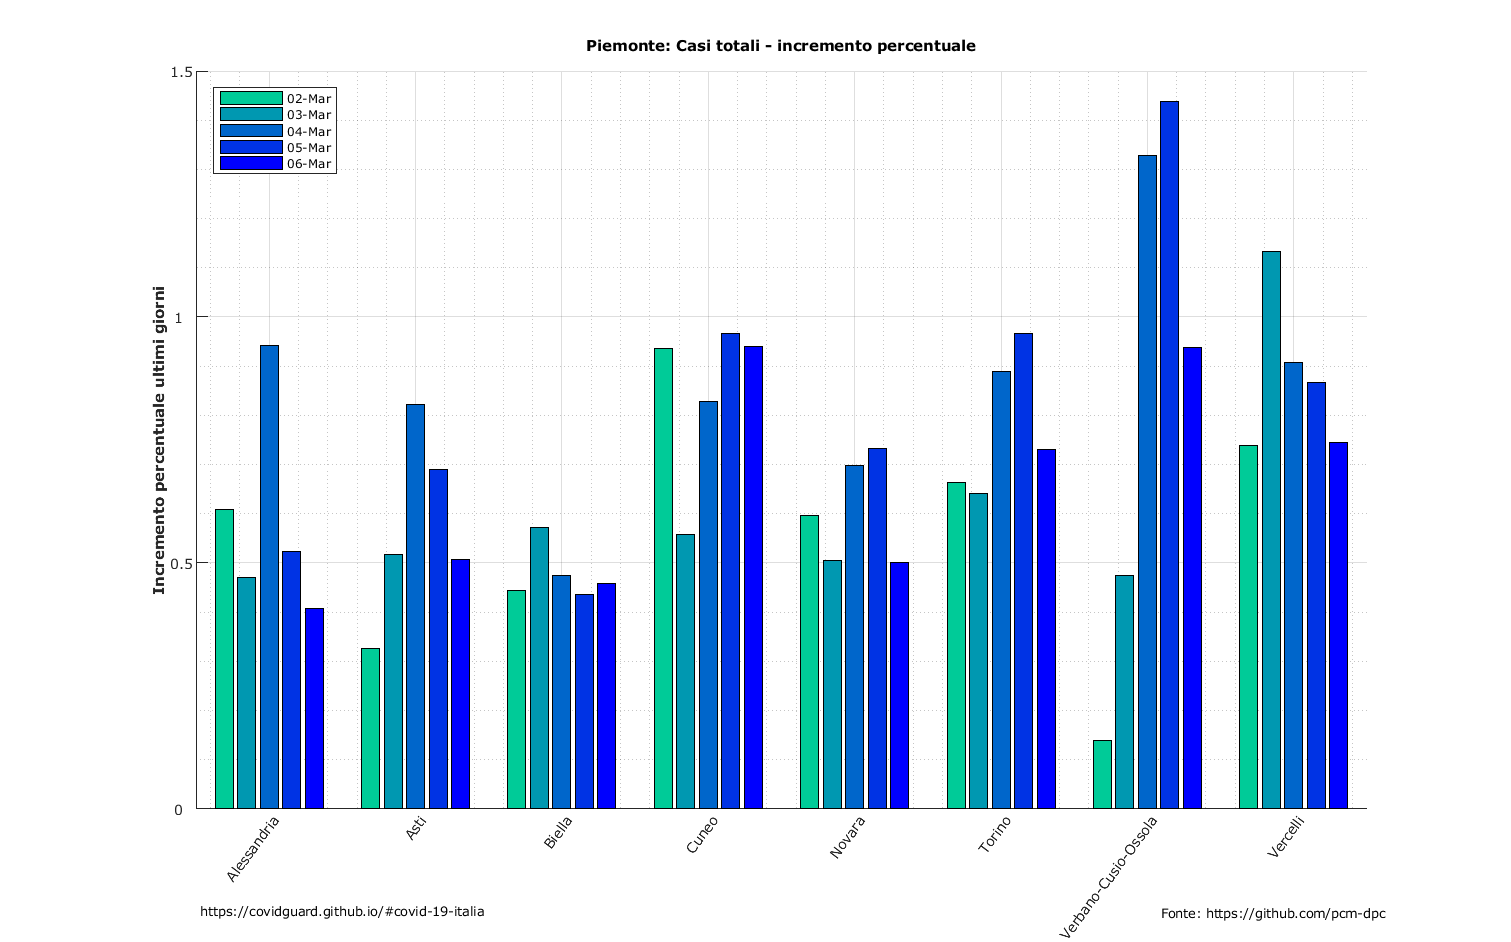 Piemonte: Casi totali - incremento percentuale
1.5
1
0.5
0
Incremento percentuale ultimi giorni
02-Mar
03-Mar
04-Mar
05-Mar
06-Mar
Alessandria
Asti
Biella
Cuneo
Novara
Torino
Verbano-Cusio-Ossola
Vercelli
https://covidguard.github.io/#covid-19-italia
Fonte: https://github.com/pcm-dpc